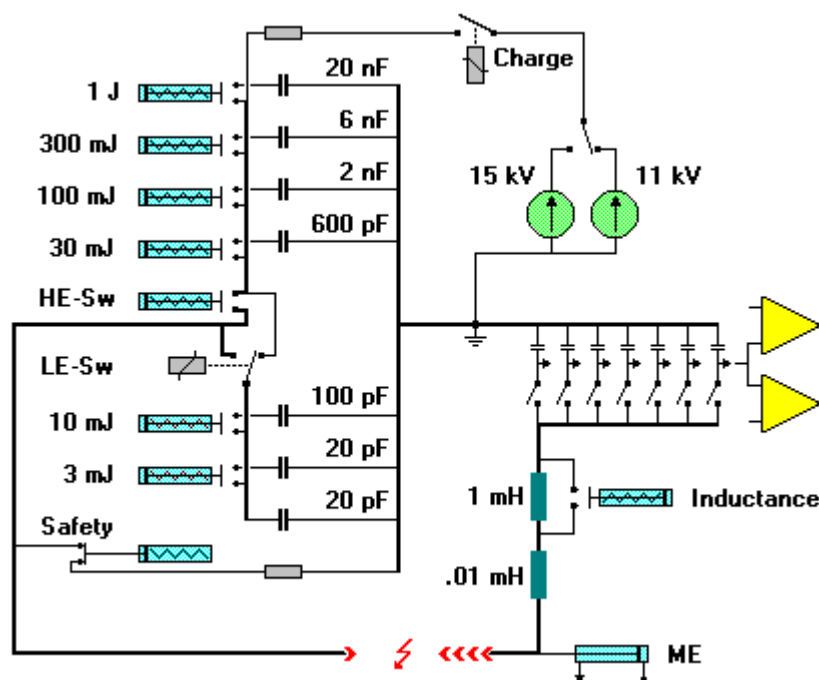 Charge
20 nF
1 J
6 nF
300 mJ
2 nF
15 kV
11 kV
100 mJ
600 pF
30 mJ
HE-Sw
LE-Sw
100 pF
10 mJ
20 pF
3 mJ
1 mH
Inductance
20 pF
Safety
.01 mH
ME